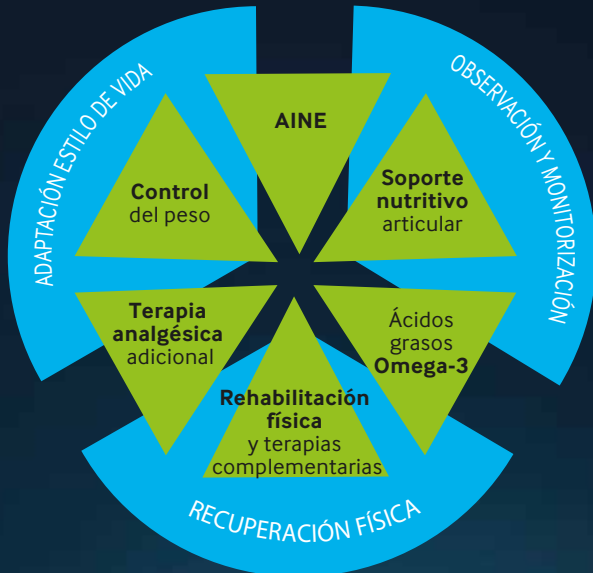 ADAPTACIÓN ESTILO DE VIDA
OBSERVACIÓN Y MONITORIZACIÓN
AINE
Control
del peso
Soporte
nutritivo
articular
Terapia
analgésica
adicional
Ácidos
grasos
Omega-3
Rehabilitación
física
y terapias
complementarias
RECUPERACIÓN FÍSICA